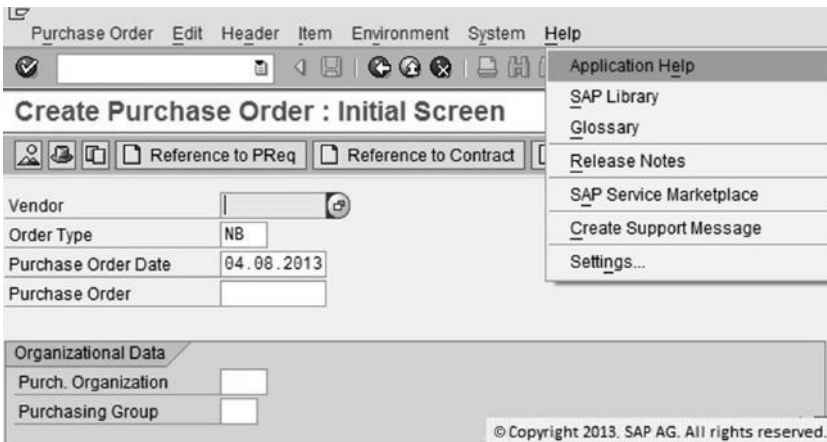 Purchase Order Edit Header Item Environment System Help
Application Help
SAP Library
Glossary
Release Notes
SAP Service Marketplace
Create Support Message
Settings...
Create Purchase Order : Initial Screen
Reference to PReq Reference to Contract
Vendor
Order Type NB
Purchase Order Date 04.08.2013
Purchase Order
Organizational Data
Purch. Organization
Purchasing Group
© Copyright 2013, SAP AG. All rights reserved.